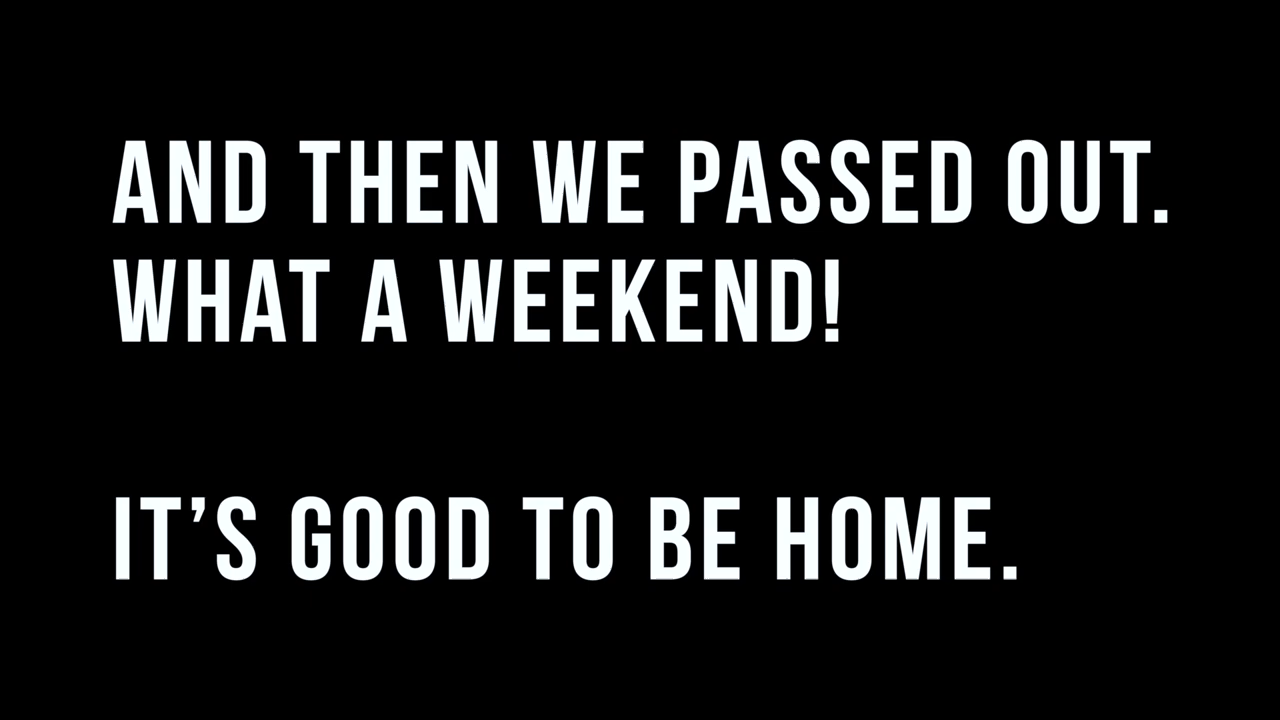 AND THEN WE PASSED OUT.
WHAT A WEEKEND!
IT’S GOOD TO BE HOME.